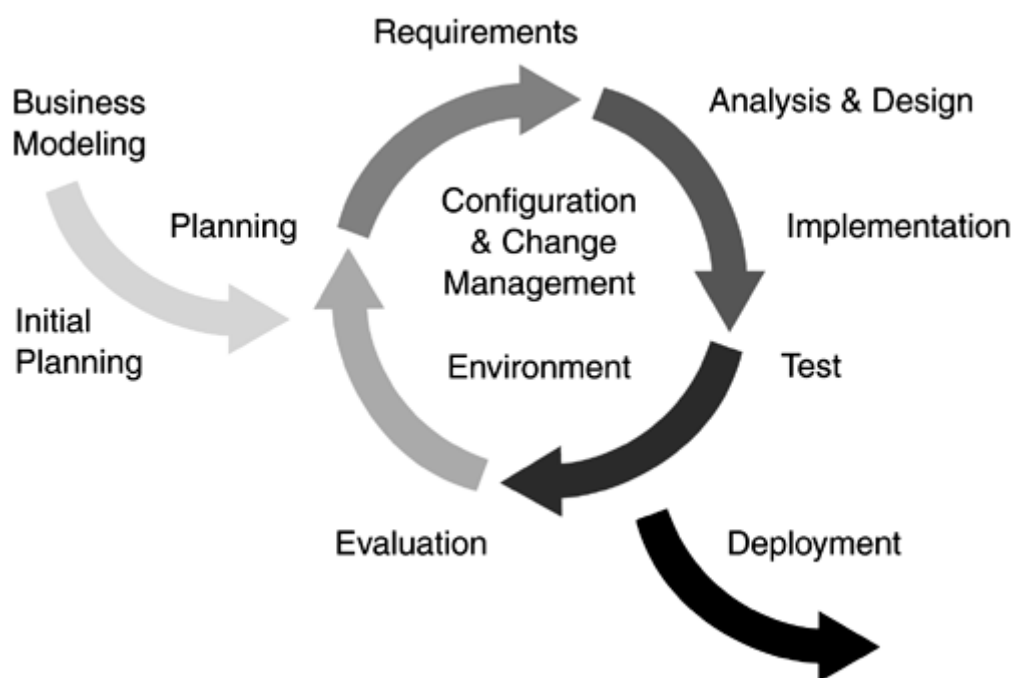 Requirements
Business
Modeling
Analysis & Design
Planning
Configuration
& Change
Management
Implementation
Initial
Planning
Environment
Test
Evaluation
Deployment